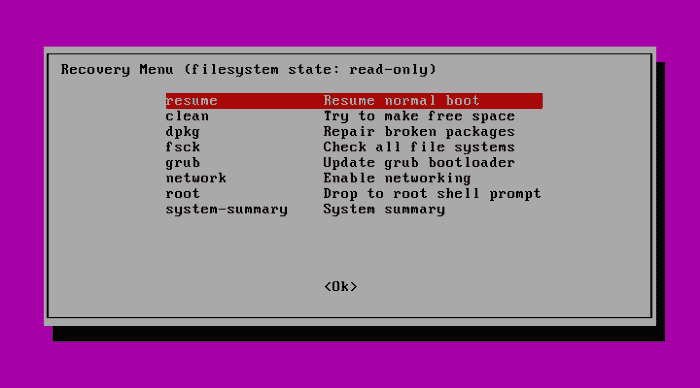 Recovery Menu (filesystem state: read-only)
resume Resume normal boot
clean Try to make free space
dpkg Repair broken packages
fsck Check all file systems
grub Update grub bootloader
network Enable networking
root Drop to root shell prompt
system-summary System summary
<Ok>